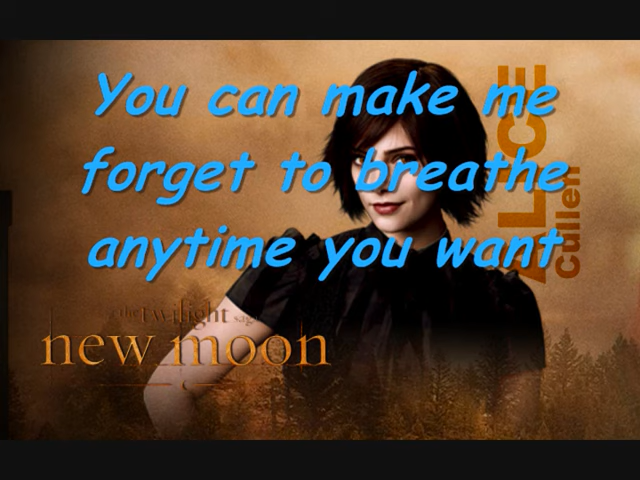 You can make me
forget to breathe
anytime you want
ALICE
Cullen
the twilight saga
new moon